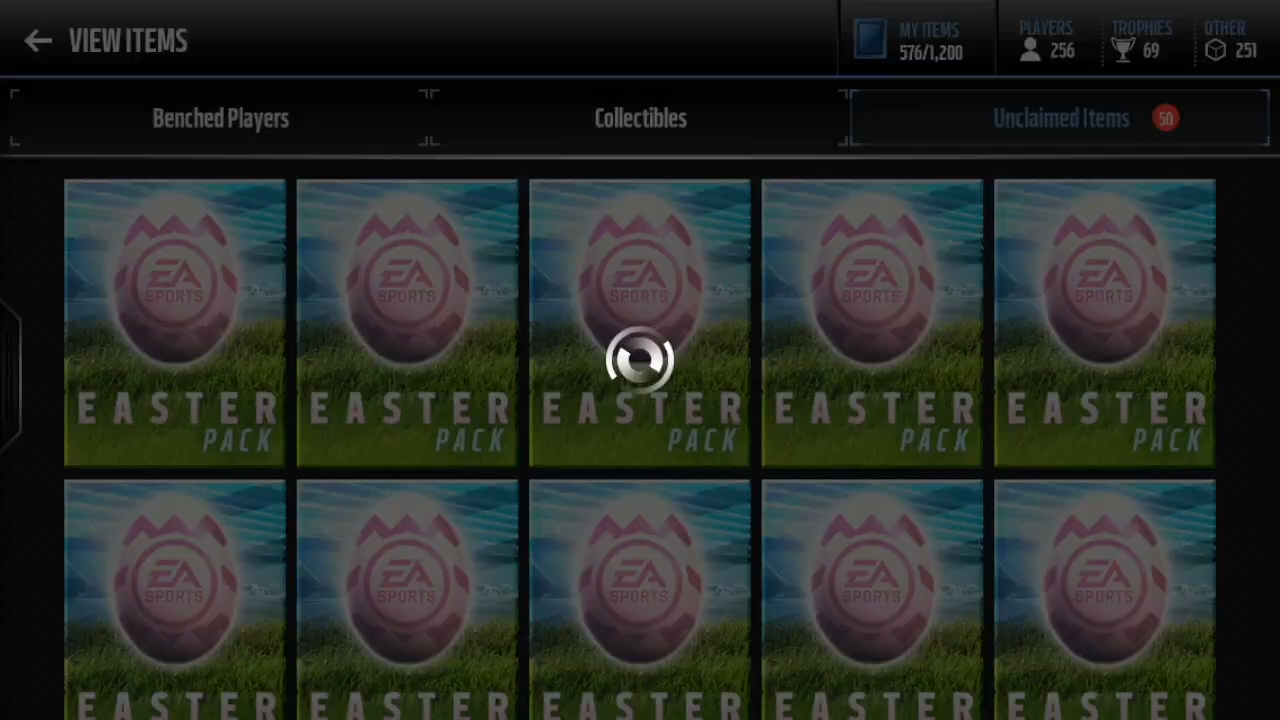 VIEW ITEMS
MY ITEMS
576/1,200
PLAYERS
256
TROPHIES
69
OTHER
251
Benched Players
Collectibles
Unclaimed Items 50
EA SPORTS EASTER PACK
EA SPORTS EASTER PACK
EA SPORTS EASTER PACK
EA SPORTS EASTER PACK
EA SPORTS EASTER PACK
EA SPORTS EASTER
EA SPORTS EASTER
EA SPORTS EASTER
EA SPORTS EASTER
EA SPORTS EASTER